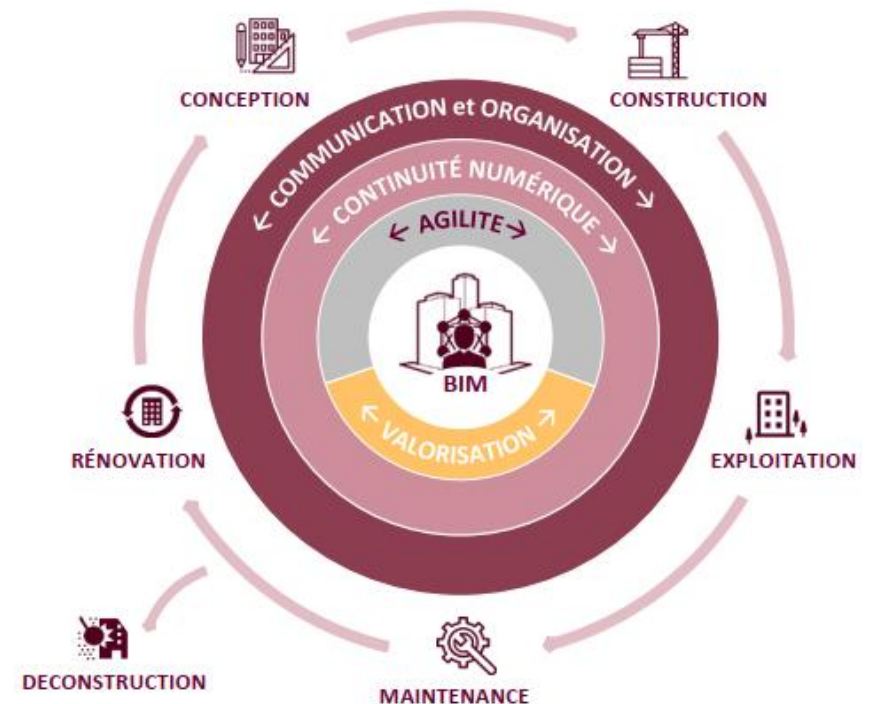 CONCEPTION
CONSTRUCTION
← COMMUNICATION et ORGANISATION →
← CONTINUITÉ NUMÉRIQUE →
← AGILITE →
BIM
← VALORISATION →
RÉNOVATION
EXPLOITATION
DECONSTRUCTION
MAINTENANCE